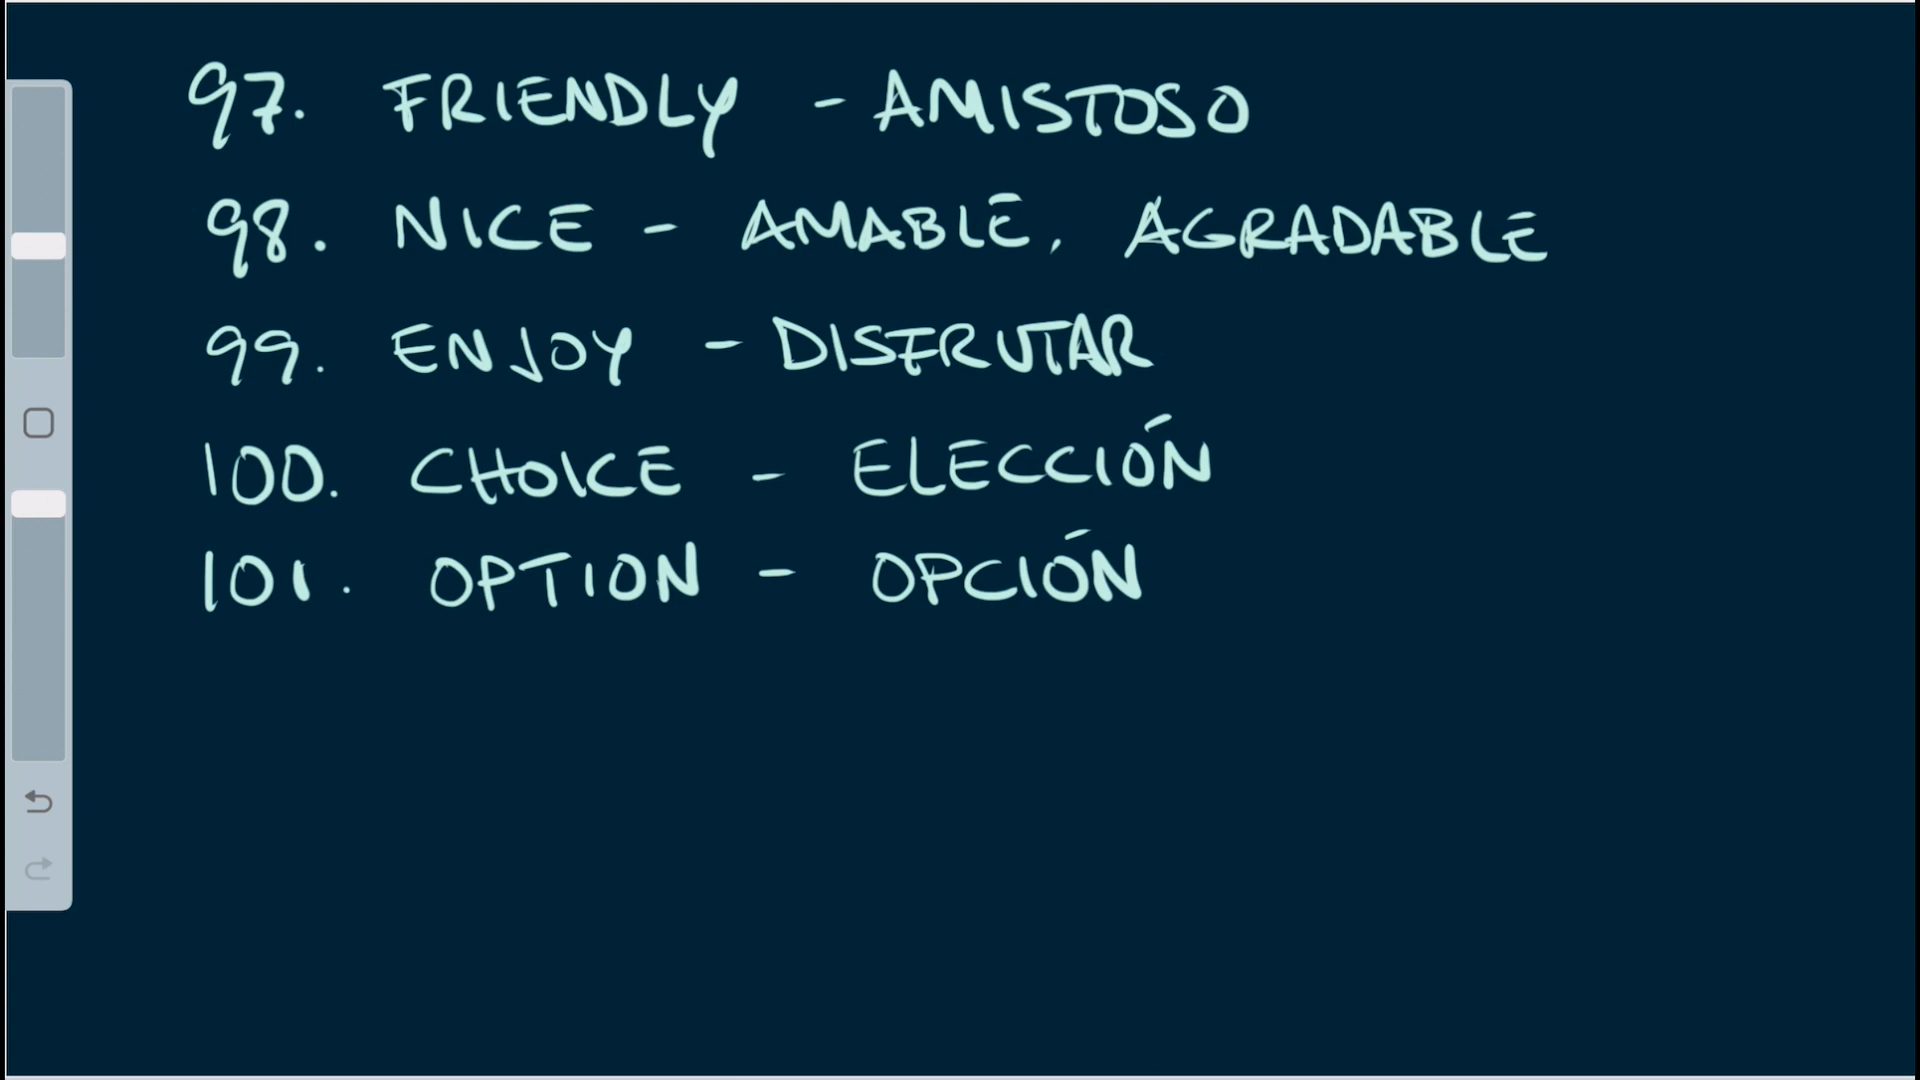 97. FRIENDLY - AMISTOSO
98. NICE - AMABLE, AGRADABLE
99. ENJOY - DISFRUTAR
100. CHOICE - ELECCIÓN
101. OPTION - OPCIÓN